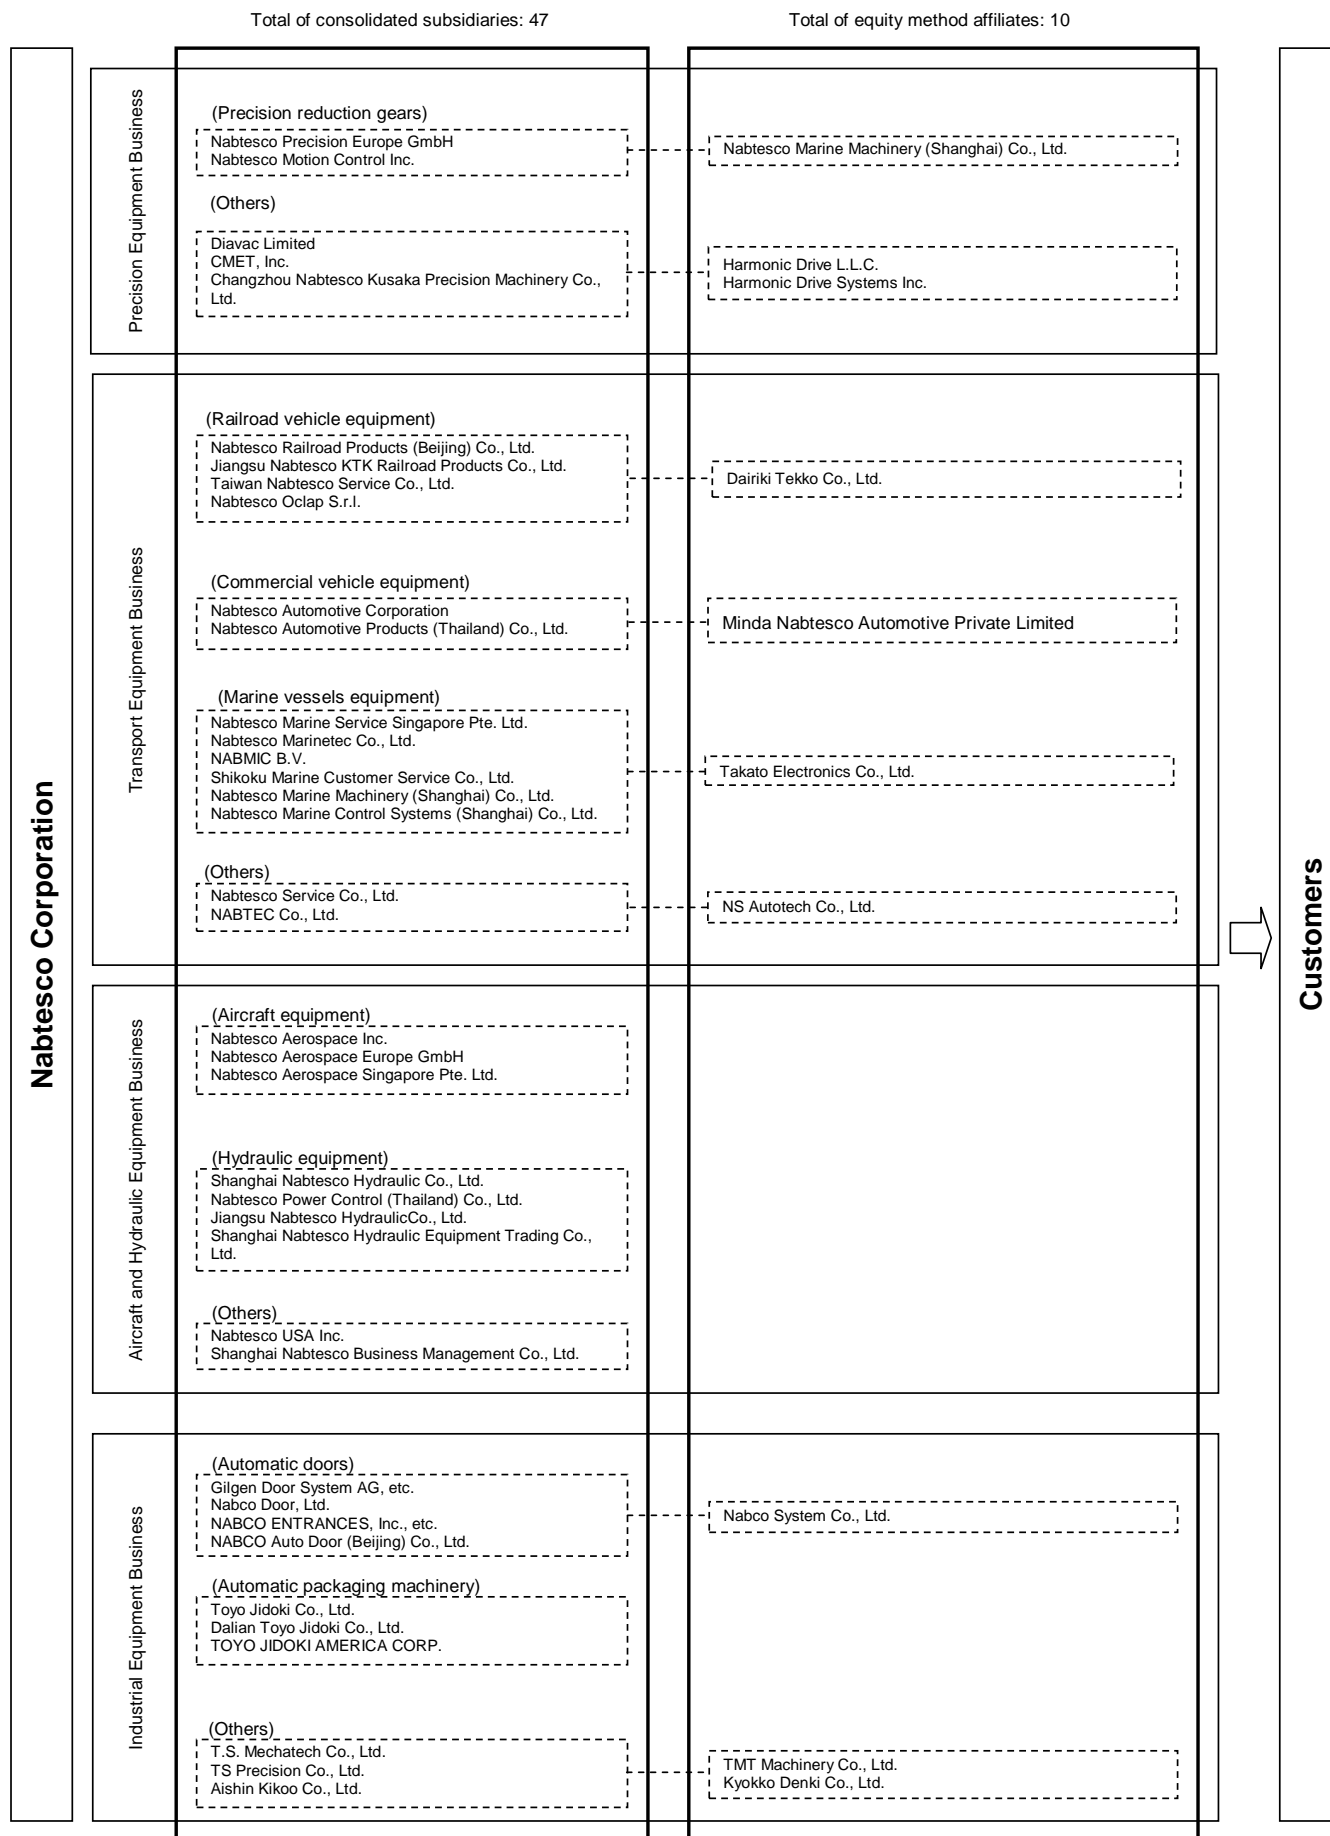 Total of consolidated subsidiaries: 47
Total of equity method affiliates: 10
Nabtesco Corporation
Precision Equipment Business
(Precision reduction gears)
Nabtesco Precision Europe GmbH
Nabtesco Motion Control Inc.
Nabtesco Marine Machinery (Shanghai) Co., Ltd.
(Others)
Diavac Limited
CMET, Inc.
Changzhou Nabtesco Kusaka Precision Machinery Co.,
Ltd.
Harmonic Drive L.L.C.
Harmonic Drive Systems Inc.
Transport Equipment Business
(Railroad vehicle equipment)
Nabtesco Railroad Products (Beijing) Co., Ltd.
Jiangsu Nabtesco KTK Railroad Products Co., Ltd.
Taiwan Nabtesco Service Co., Ltd.
Nabtesco Oclap S.r.l.
Dairiki Tekko Co., Ltd.
(Commercial vehicle equipment)
Nabtesco Automotive Corporation
Nabtesco Automotive Products (Thailand) Co., Ltd.
Minda Nabtesco Automotive Private Limited
(Marine vessels equipment)
Nabtesco Marine Service Singapore Pte. Ltd.
Nabtesco Marinetec Co., Ltd.
NABMIC B.V.
Shikoku Marine Customer Service Co., Ltd.
Nabtesco Marine Machinery (Shanghai) Co., Ltd.
Nabtesco Marine Control Systems (Shanghai) Co., Ltd.
Takato Electronics Co., Ltd.
(Others)
Nabtesco Service Co., Ltd.
NABTEC Co., Ltd.
NS Autotech Co., Ltd.
Aircraft and Hydraulic Equipment Business
(Aircraft equipment)
Nabtesco Aerospace Inc.
Nabtesco Aerospace Europe GmbH
Nabtesco Aerospace Singapore Pte. Ltd.
(Hydraulic equipment)
Shanghai Nabtesco Hydraulic Co., Ltd.
Nabtesco Power Control (Thailand) Co., Ltd.
Jiangsu Nabtesco HydraulicCo., Ltd.
Shanghai Nabtesco Hydraulic Equipment Trading Co.,
Ltd.
(Others)
Nabtesco USA Inc.
Shanghai Nabtesco Business Management Co., Ltd.
Industrial Equipment Business
(Automatic doors)
Gilgen Door System AG, etc.
Nabco Door, Ltd.
NABCO ENTRANCES, Inc., etc.
NABCO Auto Door (Beijing) Co., Ltd.
Nabco System Co., Ltd.
(Automatic packaging machinery)
Toyo Jidoki Co., Ltd.
Dalian Toyo Jidoki Co., Ltd.
TOYO JIDOKI AMERICA CORP.
(Others)
T.S. Mechatech Co., Ltd.
TS Precision Co., Ltd.
Aishin Kikoo Co., Ltd.
TMT Machinery Co., Ltd.
Kyokko Denki Co., Ltd.
Customers